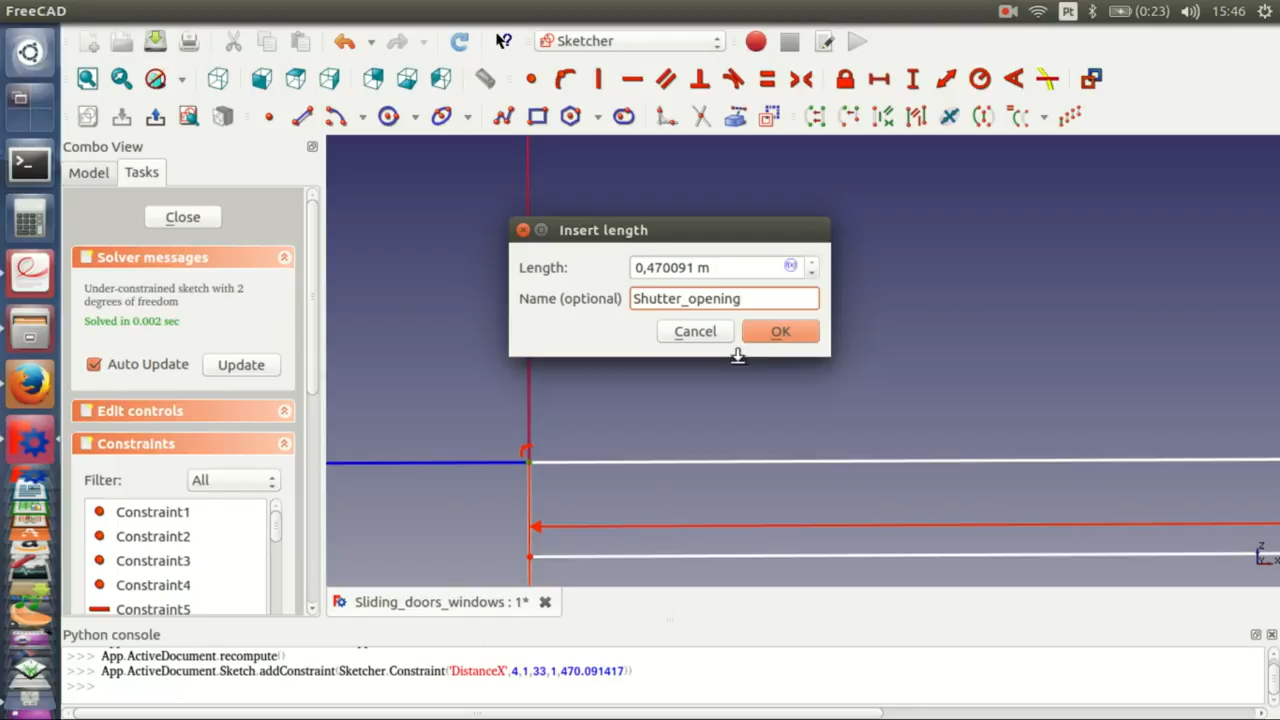 FreeCAD
Pt
(0:23)
15:46
Sketcher
Combo View
Model
Tasks
Close
Solver messages
Under-constrained sketch with 2
degrees of freedom
Solved in 0.002 sec
Auto Update
Update
Edit controls
Constraints
Filter:
All
Constraint1
Constraint2
Constraint3
Constraint4
Constraint5
Insert length
Length:
0,470091 m
Name (optional)
Shutter_opening
Cancel
OK
z
x
Sliding_doors_windows : 1*
Python console
>>> App.ActiveDocument.recompute()
>>> App.ActiveDocument.Sketch.addConstraint(Sketcher.Constraint('DistanceX',4,1,33,1,470.091417))
>>>